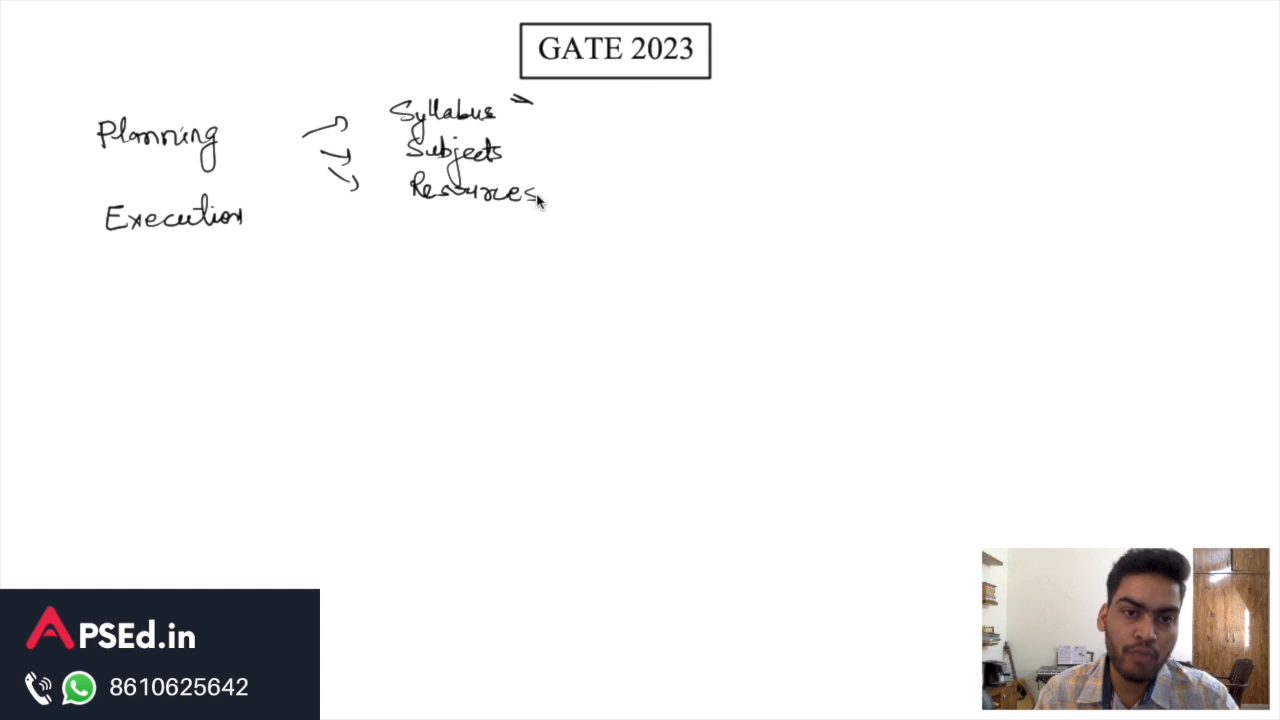 GATE 2023
Planning
Syllabus
Subjects
Resources
Execution
APSEd.in
8610625642